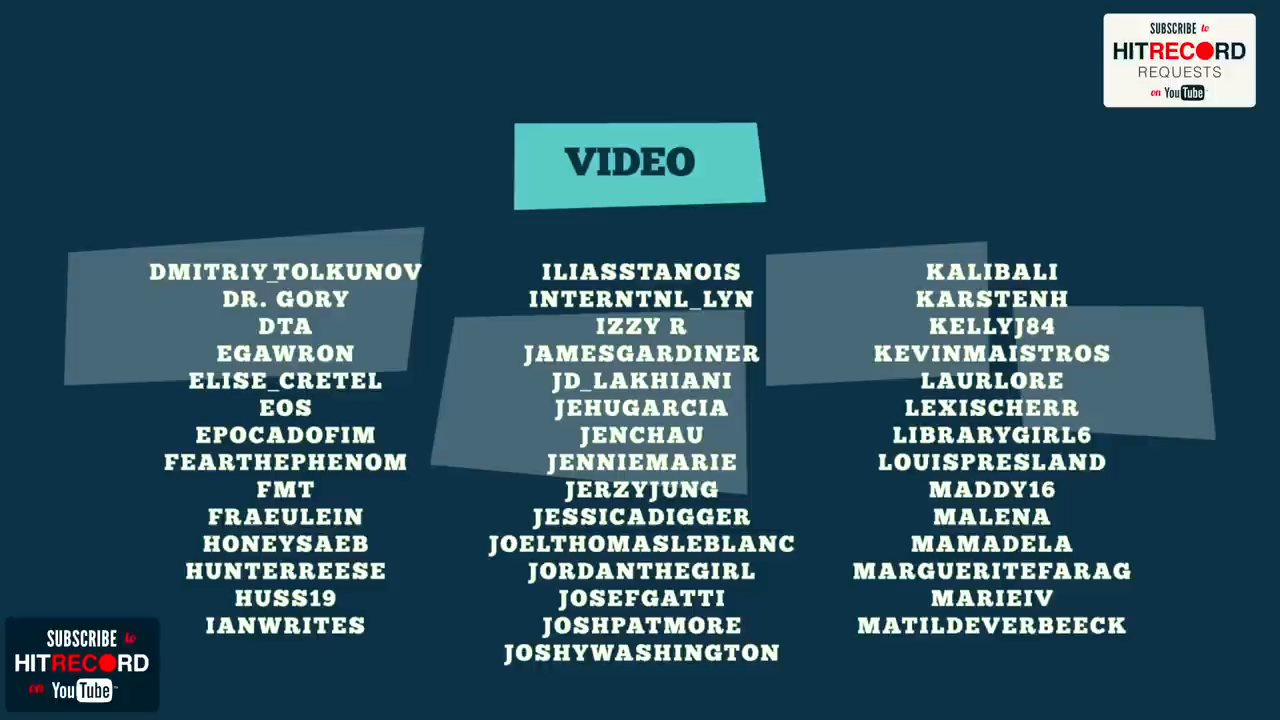 SUBSCRIBE to
HITRECORD
REQUESTS
on YouTube
VIDEO
DMITRIY_TOLKUNOV
DR. GORY
DTA
EGAWRON
ELISE_CRETEL
EOS
EPOCADOFIM
FEARTHEPHENOM
FMT
FRAEULEIN
HONEYSAEB
HUNTERREESE
HUSS19
IANWRITES
ILIASSTANOIS
INTERNTNL_LYN
IZZY R
JAMESGARDINER
JD_LAKHIANI
JEHUGARCIA
JENCHAU
JENNIEMARIE
JERZYJUNG
JESSICADIGGER
JOELTHOMASLEBLANC
JORDANTHEGIRL
JOSEFGATTI
JOSHPATMORE
JOSHYWASHINGTON
KALIBALI
KARSTENH
KELLYJ84
KEVINMAISTROS
LAURLORE
LEXISCHERR
LIBRARYGIRL6
LOUISPRESLAND
MADDY16
MALENA
MAMADELA
MARGUERITEFARAG
MARIEIV
MATILDEVERBEECK
SUBSCRIBE to
HITRECORD
on YouTube